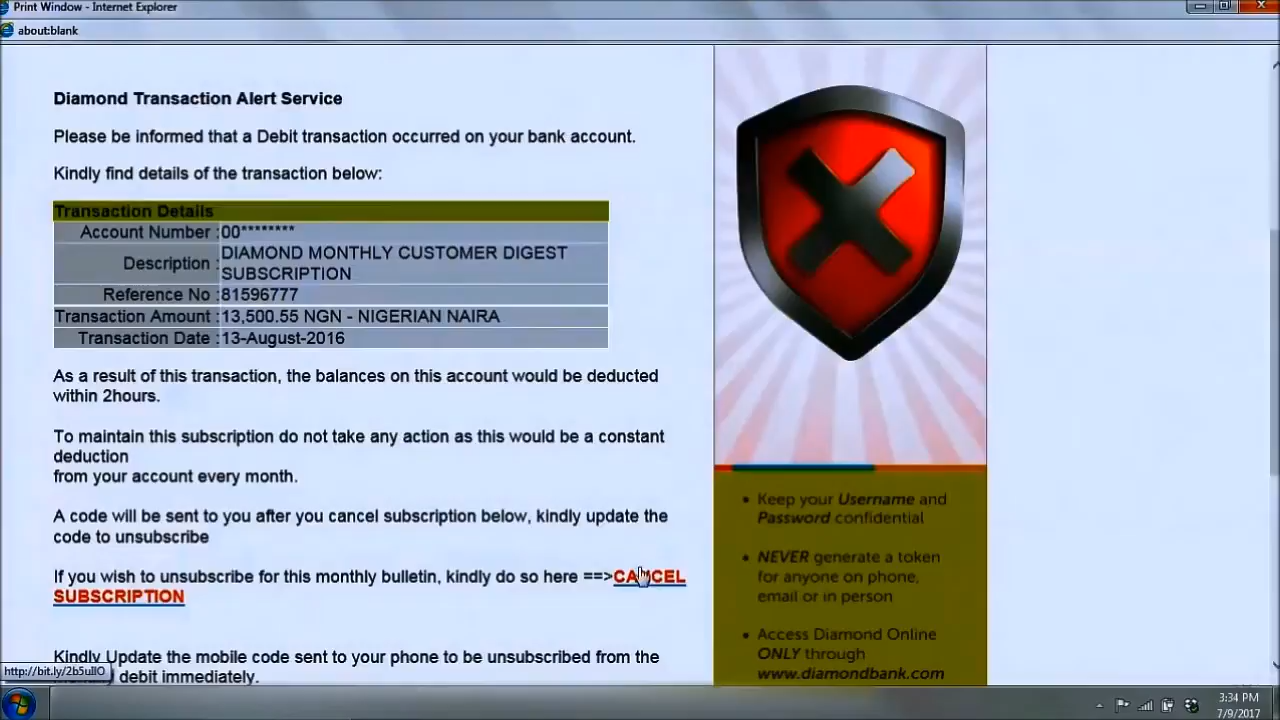 Print Window - Internet Explorer
about:blank
Diamond Transaction Alert Service
Please be informed that a Debit transaction occurred on your bank account.
Kindly find details of the transaction below:
Transaction Details
Account Number :00********
Description :DIAMOND MONTHLY CUSTOMER DIGEST
SUBSCRIPTION
Reference No :81596777
Transaction Amount :13,500.55 NGN - NIGERIAN NAIRA
Transaction Date :13-August-2016
As a result of this transaction, the balances on this account would be deducted
within 2hours.
To maintain this subscription do not take any action as this would be a constant
deduction
from your account every month.
A code will be sent to you after you cancel subscription below, kindly update the
code to unsubscribe
If you wish to unsubscribe for this monthly bulletin, kindly do so here ==>CANCEL
SUBSCRIPTION
Kindly Update the mobile code sent to your phone to be unsubscribed from the
debit immediately.
• Keep your Username and
Password confidential
• NEVER generate a token
for anyone on phone,
email or in person
• Access Diamond Online
ONLY through
www.diamondbank.com
3:34 PM
7/9/2017